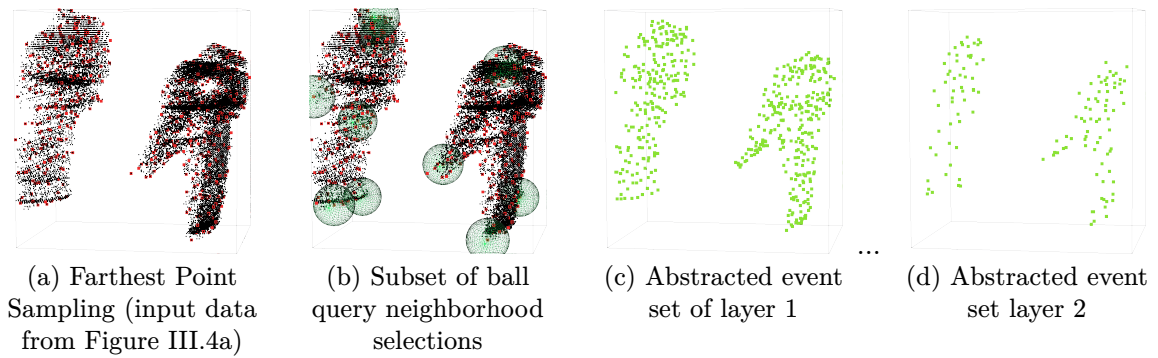 (a) Farthest Point
Sampling (input data
from Figure III.4a)
(b) Subset of ball
query neighborhood
selections
(c) Abstracted event
set of layer 1
...
(d) Abstracted event
set layer 2